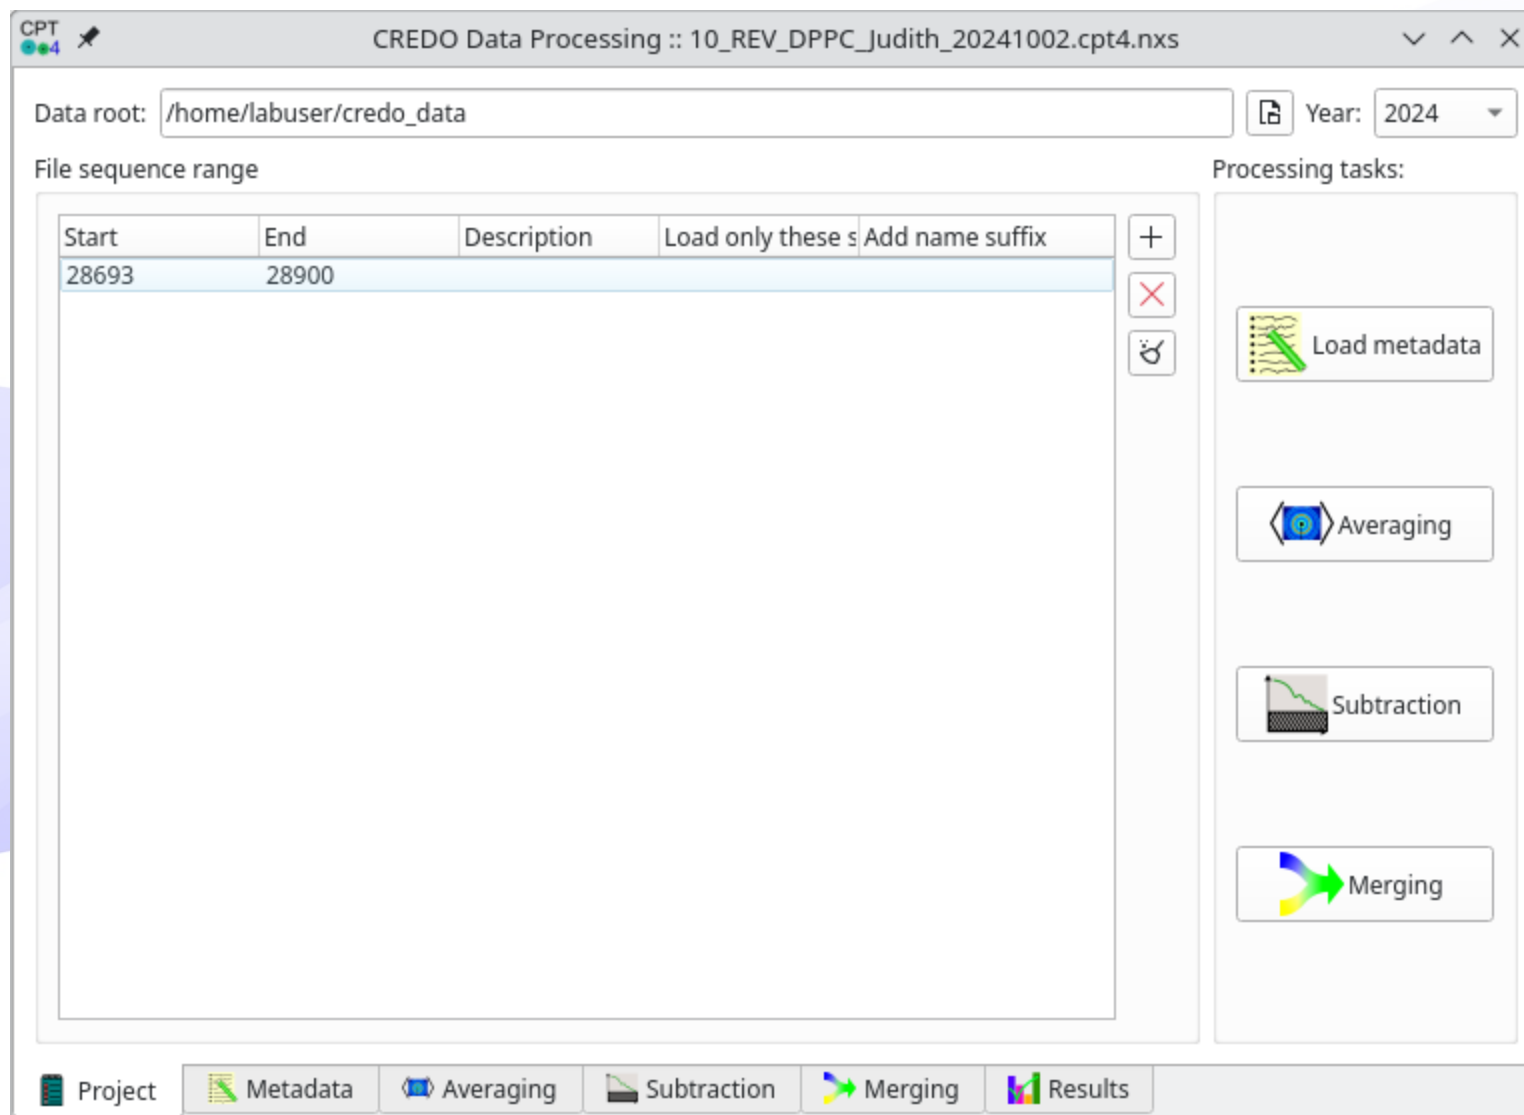 CPT
4
CREDO Data Processing :: 10_REV_DPPC_Judith_20241002.cpt4.nxs
Data root: /home/labuser/credo_data Year: 2024
File sequence range
Processing tasks:
Start End Description Load only these s Add name suffix
28693 28900
Load metadata
Averaging
Subtraction
Merging
Project Metadata Averaging Subtraction Merging Results